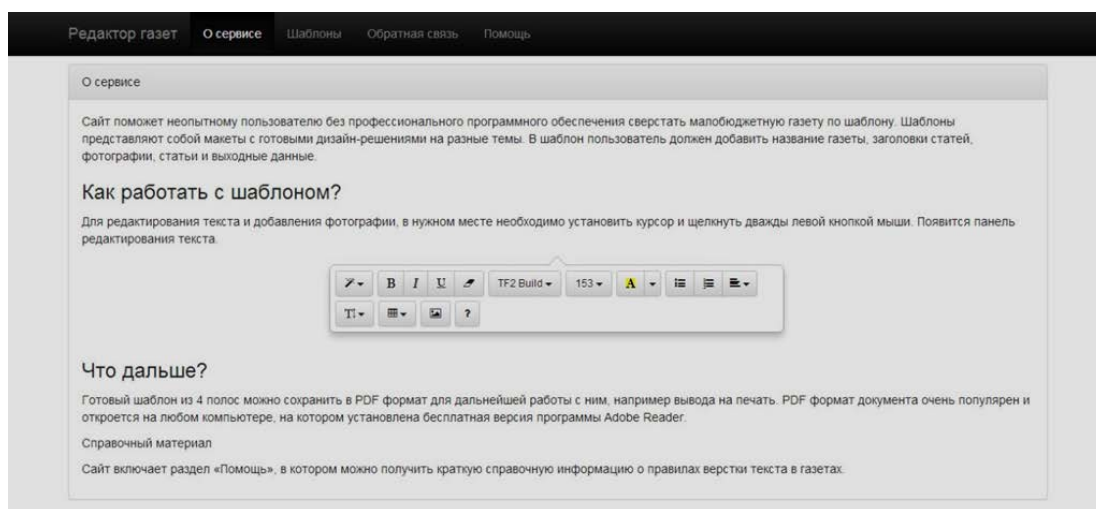 Редактор газет О сервисе Шаблоны Обратная связь Помощь
О сервисе
Сайт поможет неопытному пользователю без профессионального программного обеспечения сверстать малобюджетную газету по шаблону. Шаблоны
представляют собой макеты с готовыми дизайн-решениями на разные темы. В шаблон пользователь должен добавить название газеты, заголовки статей,
фотографии, статьи и выходные данные.
Как работать с шаблоном?
Для редактирования текста и добавления фотографии, в нужном месте необходимо установить курсор и щелкнуть дважды левой кнопкой мыши. Появится панель
редактирования текста.
B I U TF2 Build 153 A
T ?
Что дальше?
Готовый шаблон из 4 полос можно сохранить в PDF формат для дальнейшей работы с ним, например вывода на печать. PDF формат документа очень популярен и
откроется на любом компьютере, на котором установлена бесплатная версия программы Adobe Reader.
Справочный материал
Сайт включает раздел «Помощь», в котором можно получить краткую справочную информацию о правилах верстки текста в газетах.